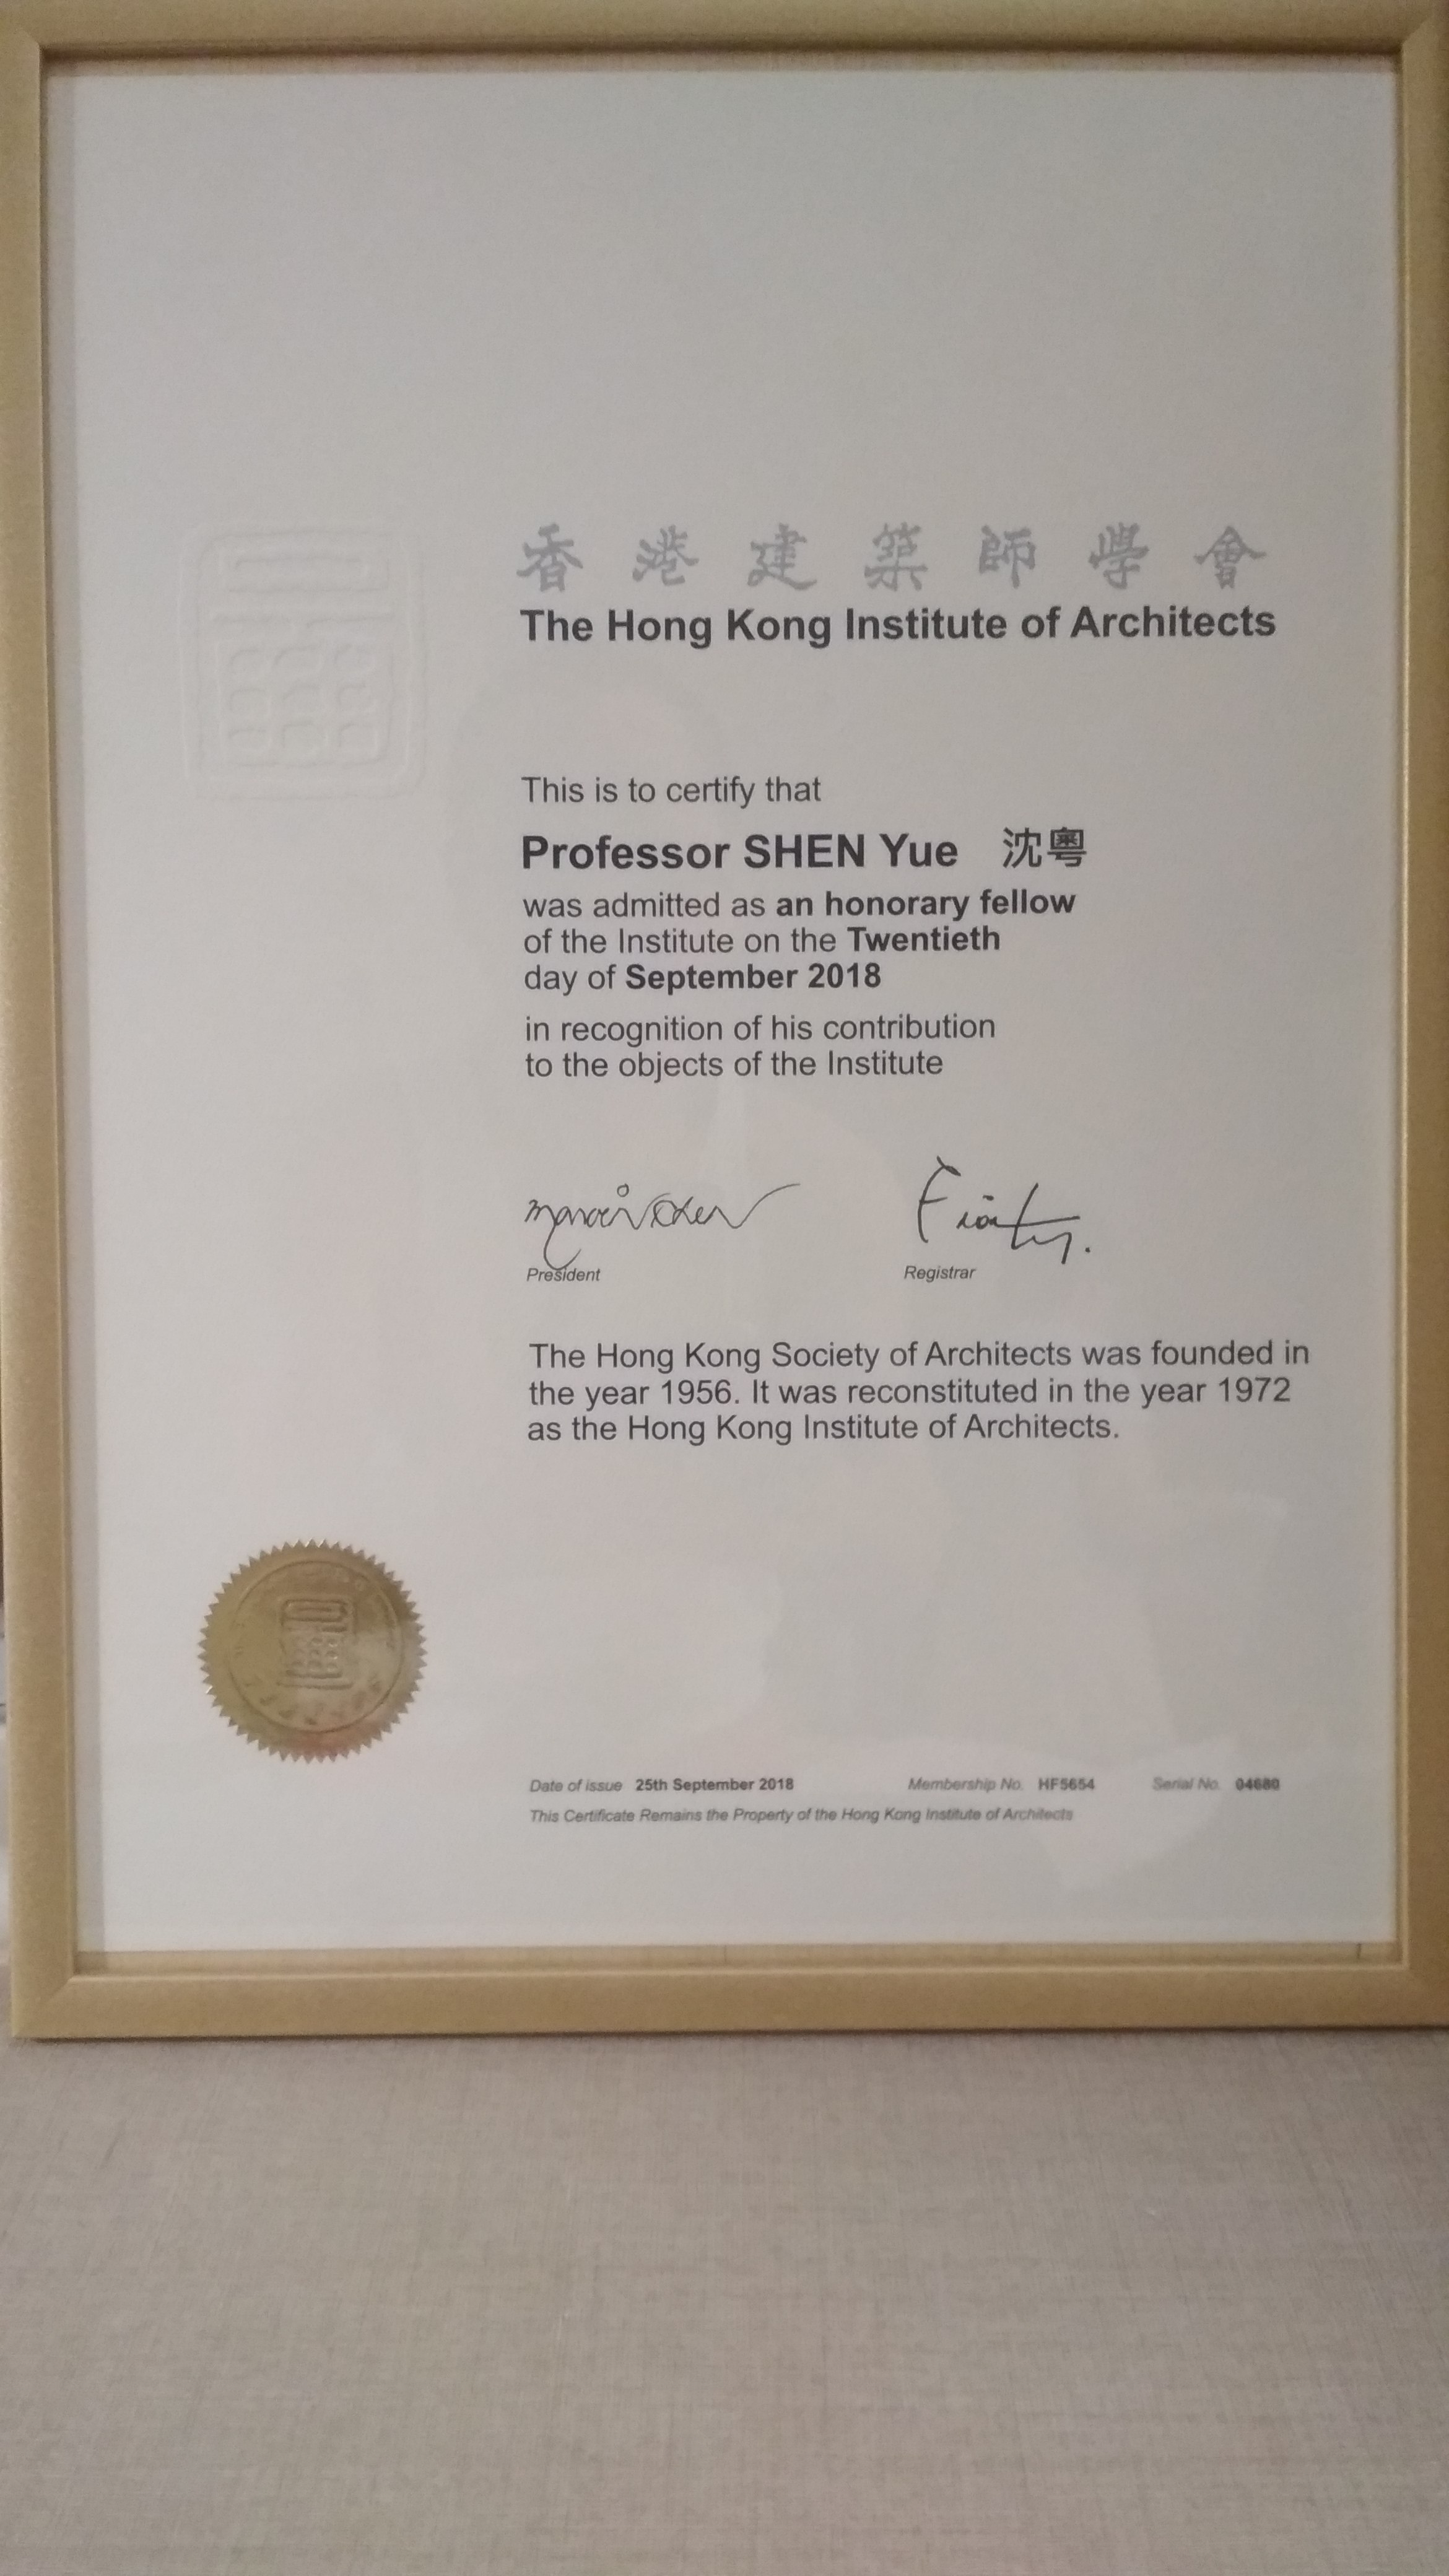 香港建築師學會
The Hong Kong Institute of Architects
This is to certify that
Professor SHEN Yue 沈粵
was admitted as an honorary fellow
of the Institute on the Twentieth
day of September 2018
in recognition of his contribution
to the objects of the Institute
President Registrar
The Hong Kong Society of Architects was founded in
the year 1956. It was reconstituted in the year 1972
as the Hong Kong Institute of Architects.
Date of issue 25th September 2018 Membership No. HF5654 Serial No. 04680
This Certificate Remains the Property of the Hong Kong Institute of Architects